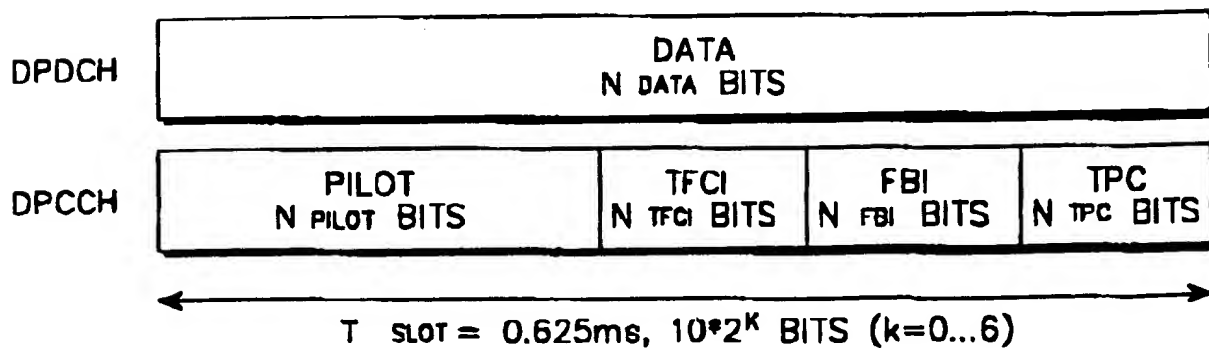 DPDCH
DATA
N DATA BITS
DPCCH
PILOT
N PILOT BITS
TFCI
N TFCI BITS
FBI
N FBI BITS
TPC
N TPC BITS
T SLOT = 0.625ms, 10*2^K BITS (k=0...6)